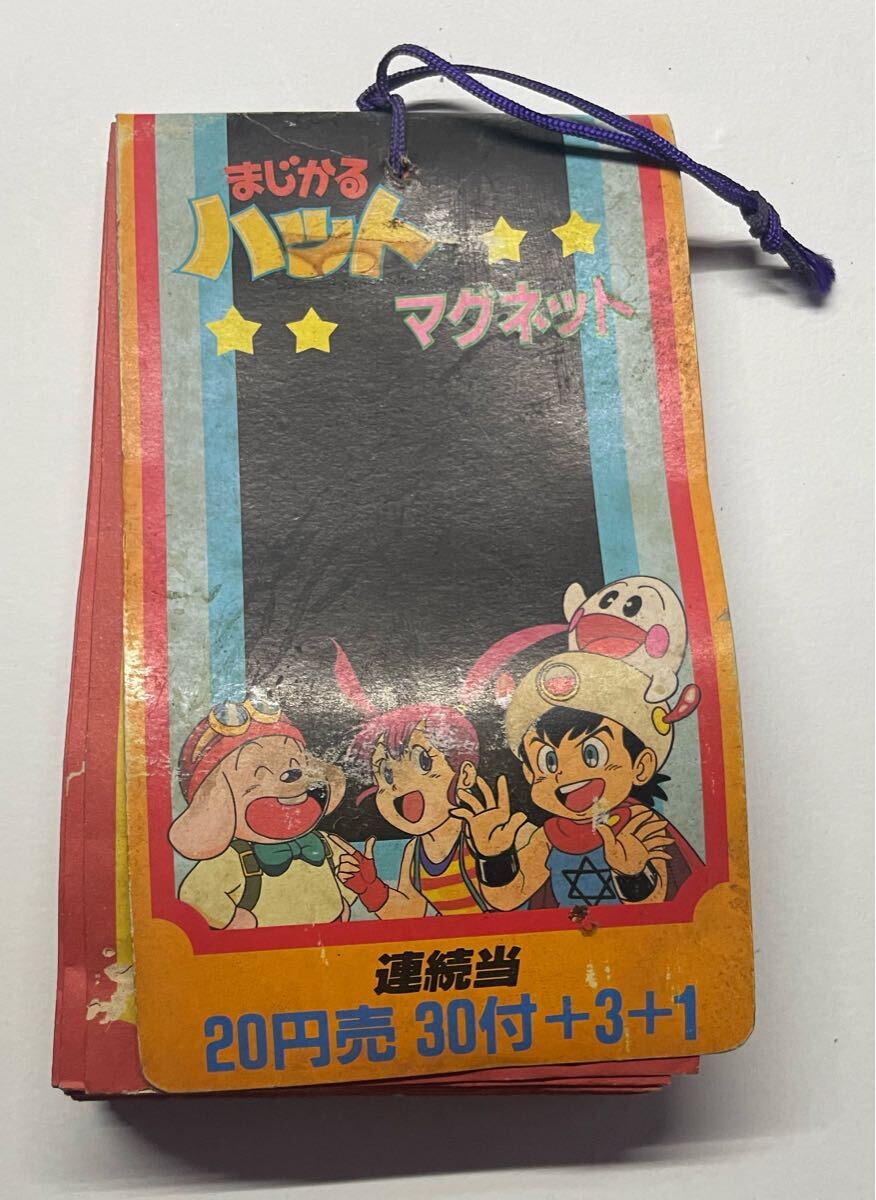 まじかる
ハット
マグネット
連続当
20円売 30付+3+1